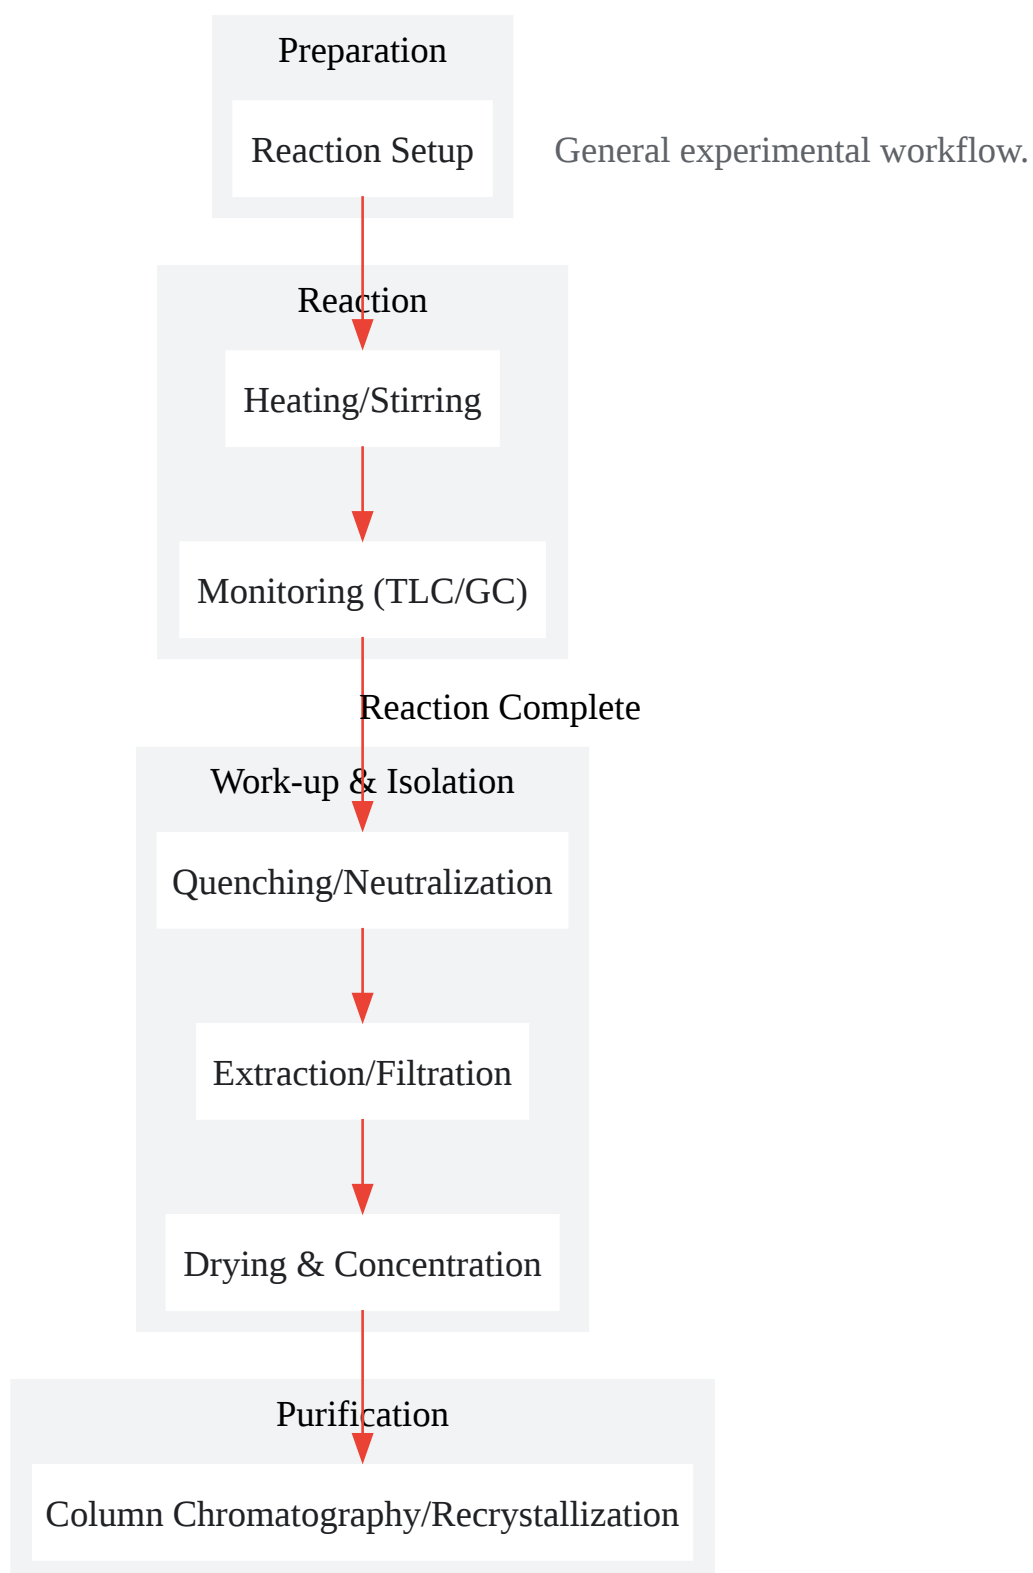 Preparation
Reaction Setup
General experimental workflow.
Reaction
Heating/Stirring
Monitoring (TLC/GC)
Reaction Complete
Work-up & Isolation
Quenching/Neutralization
Extraction/Filtration
Drying & Concentration
Purification
Column Chromatography/Recrystallization